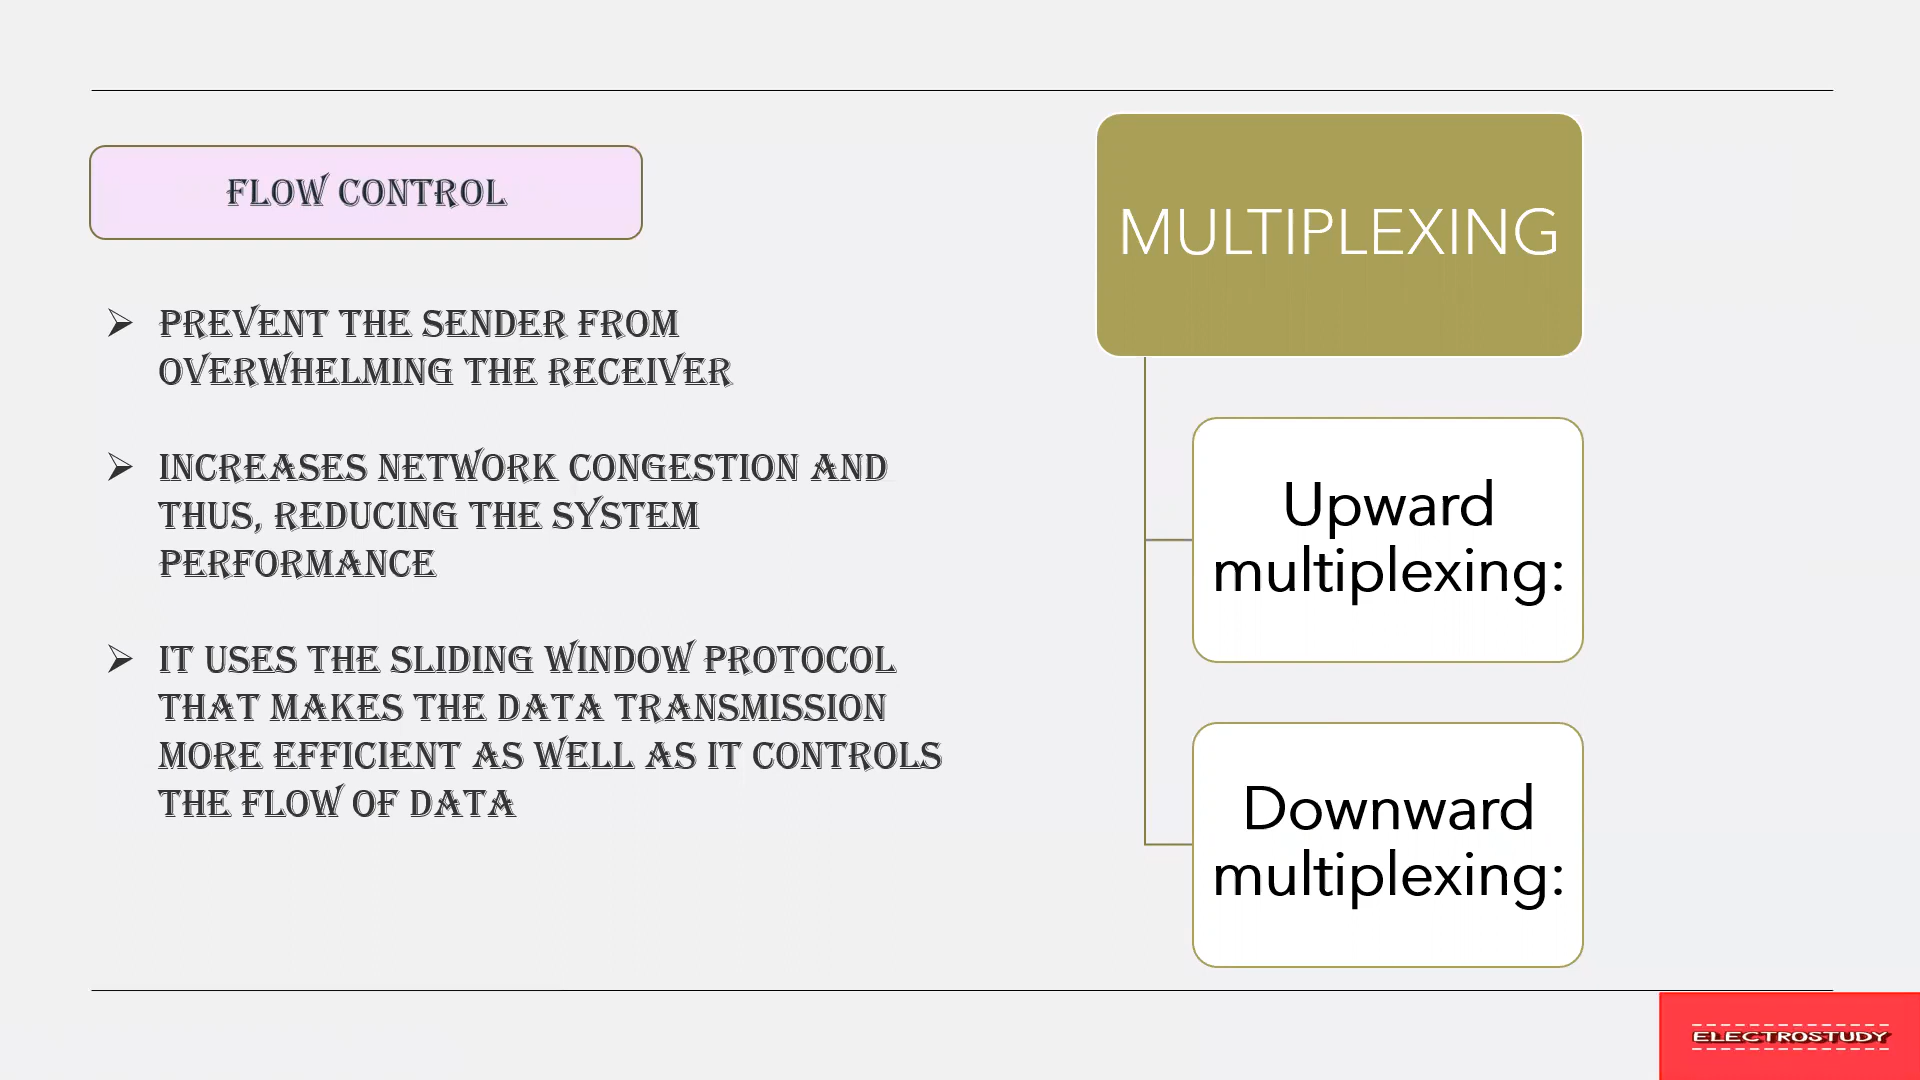 FLOW CONTROL
PREVENT THE SENDER FROM
OVERWHELMING THE RECEIVER
INCREASES NETWORK CONGESTION AND
THUS, REDUCING THE SYSTEM
PERFORMANCE
IT USES THE SLIDING WINDOW PROTOCOL
THAT MAKES THE DATA TRANSMISSION
MORE EFFICIENT AS WELL AS IT CONTROLS
THE FLOW OF DATA
MULTIPLEXING
Upward
multiplexing:
Downward
multiplexing:
ELECTROSTUDY